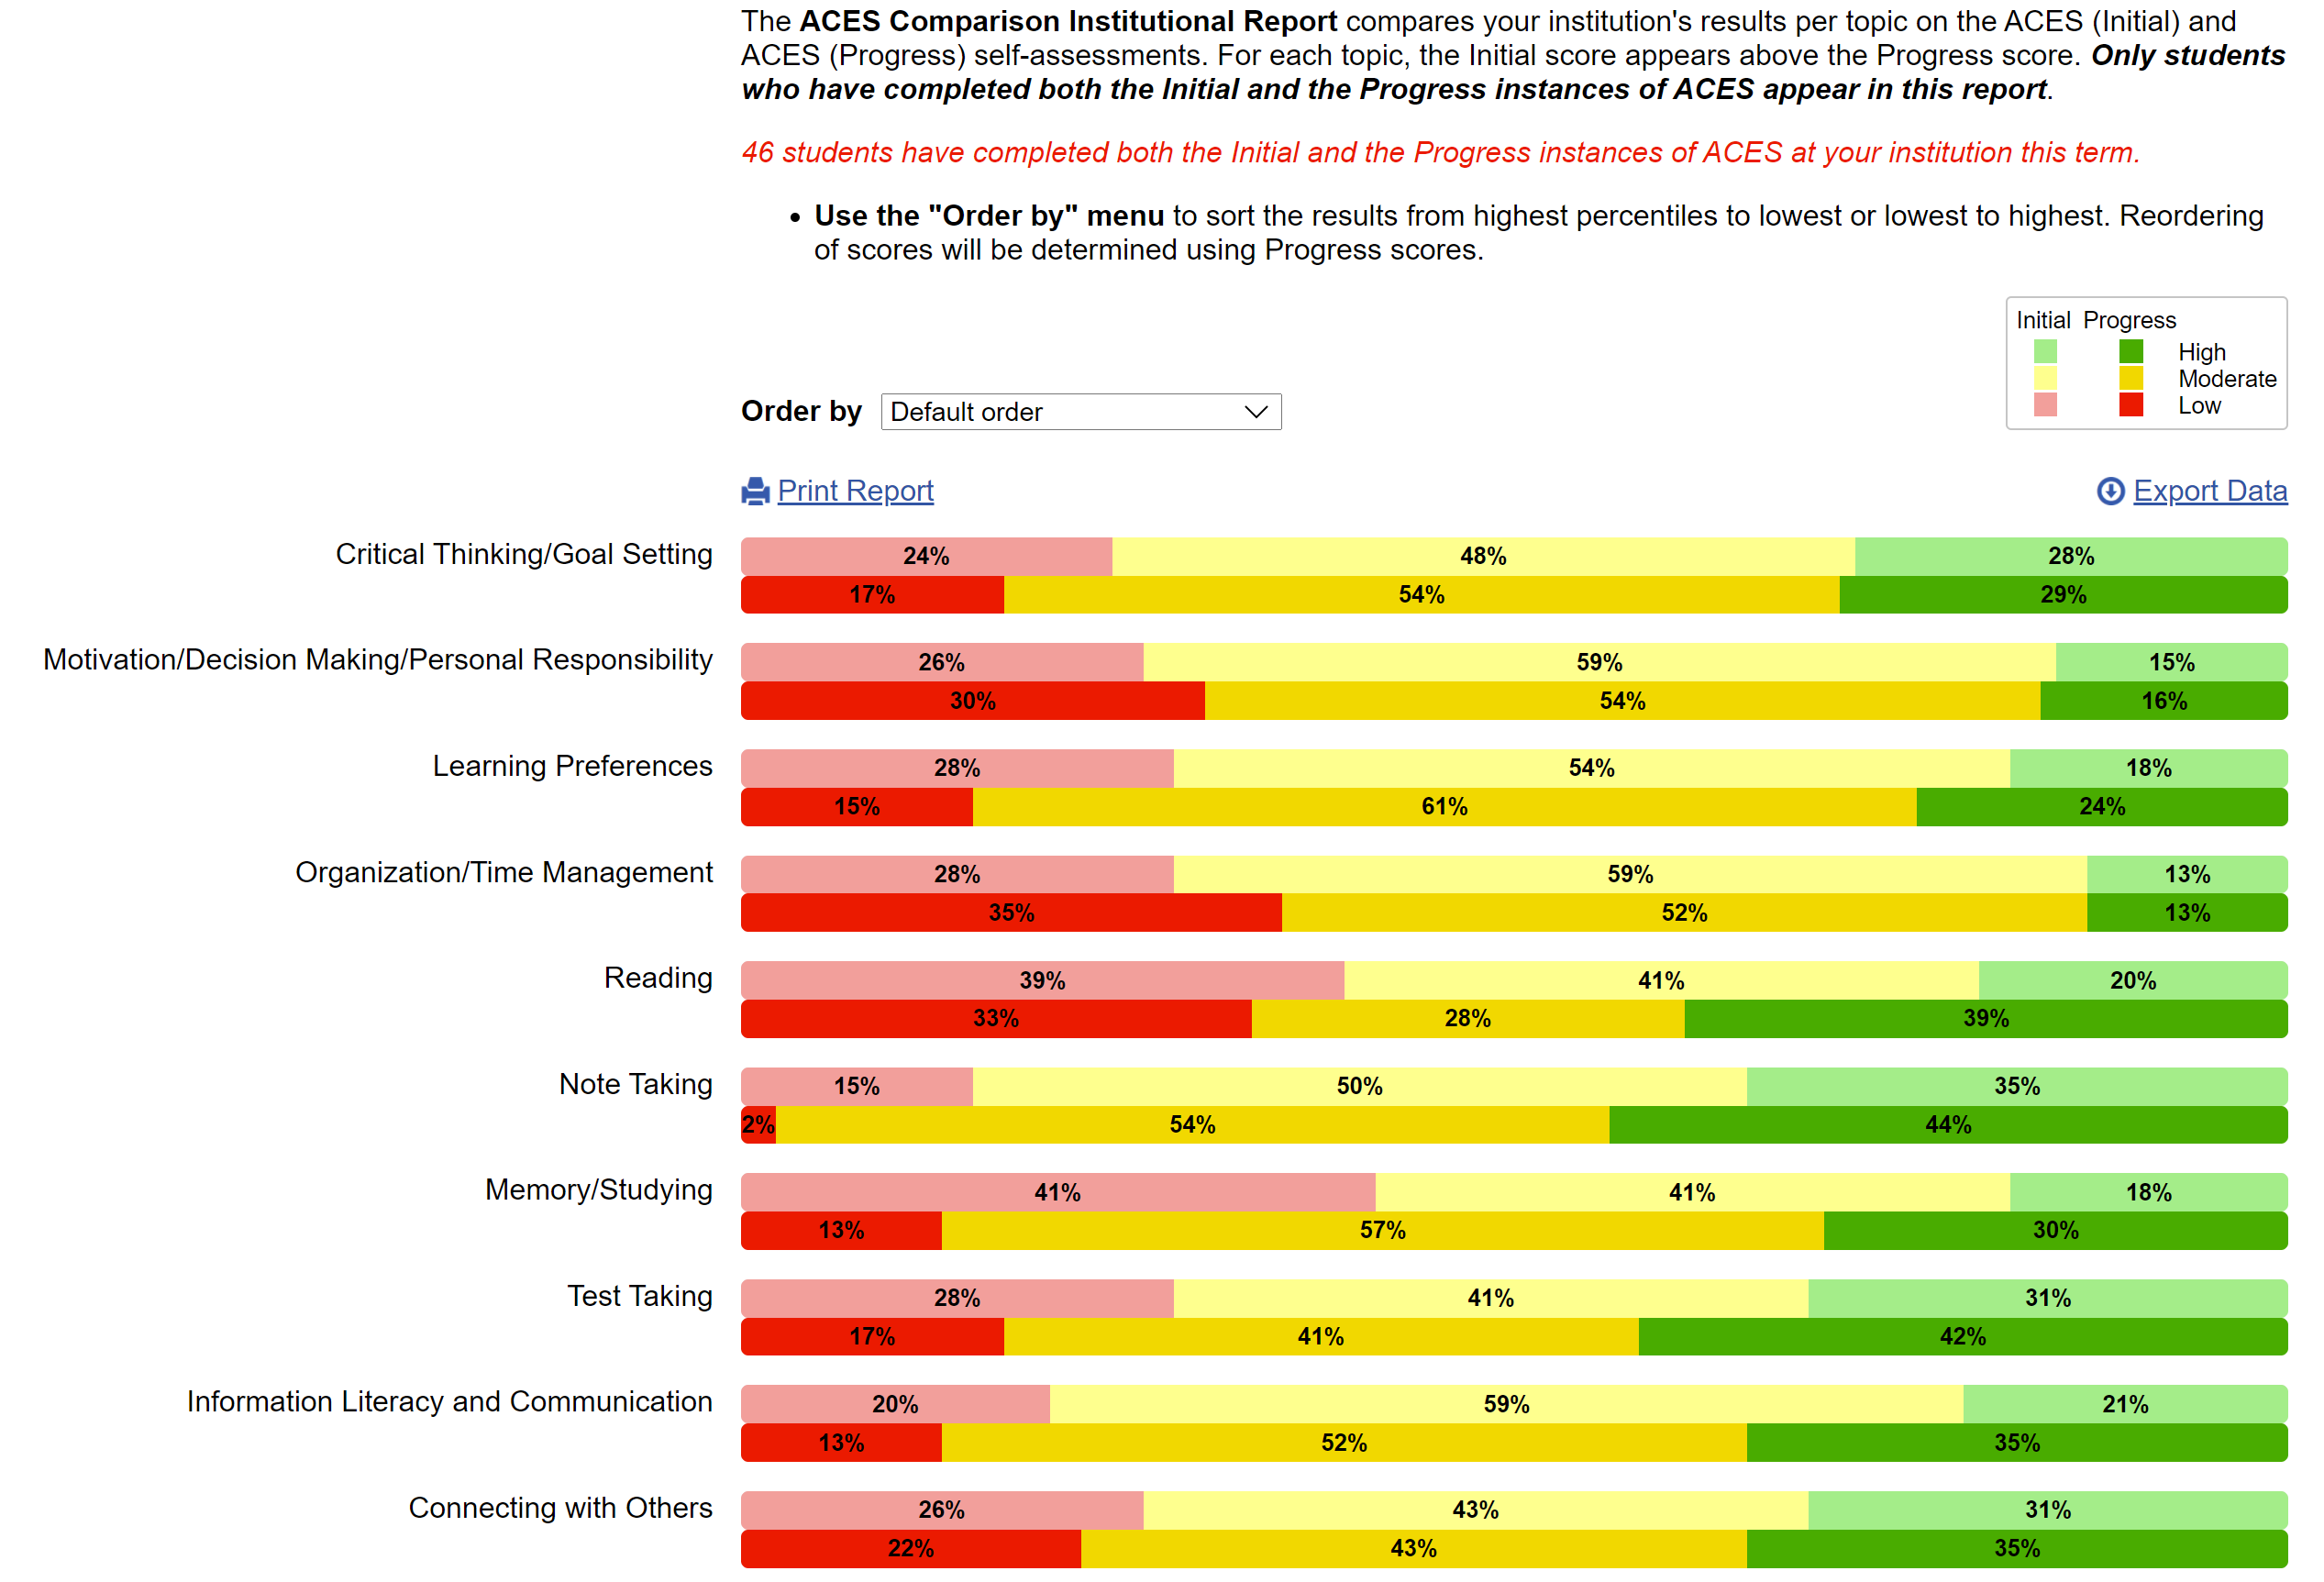 The ACES Comparison Institutional Report compares your institution's results per topic on the ACES (Initial) and
ACES (Progress) self-assessments. For each topic, the Initial score appears above the Progress score. Only students
who have completed both the Initial and the Progress instances of ACES appear in this report.
46 students have completed both the Initial and the Progress instances of ACES at your institution this term.
• Use the "Order by" menu to sort the results from highest percentiles to lowest or lowest to highest. Reordering
of scores will be determined using Progress scores.
Initial Progress
High
Moderate
Low
Order by Default order
Print Report Export Data
Critical Thinking/Goal Setting 24% 48% 28%
17% 54% 29%
Motivation/Decision Making/Personal Responsibility 26% 59% 15%
30% 54% 16%
Learning Preferences 28% 54% 18%
15% 61% 24%
Organization/Time Management 28% 59% 13%
35% 52% 13%
Reading 39% 41% 20%
33% 28% 39%
Note Taking 15% 50% 35%
2% 54% 44%
Memory/Studying 41% 41% 18%
13% 57% 30%
Test Taking 28% 41% 31%
17% 41% 42%
Information Literacy and Communication 20% 59% 21%
13% 52% 35%
Connecting with Others 26% 43% 31%
22% 43% 35%